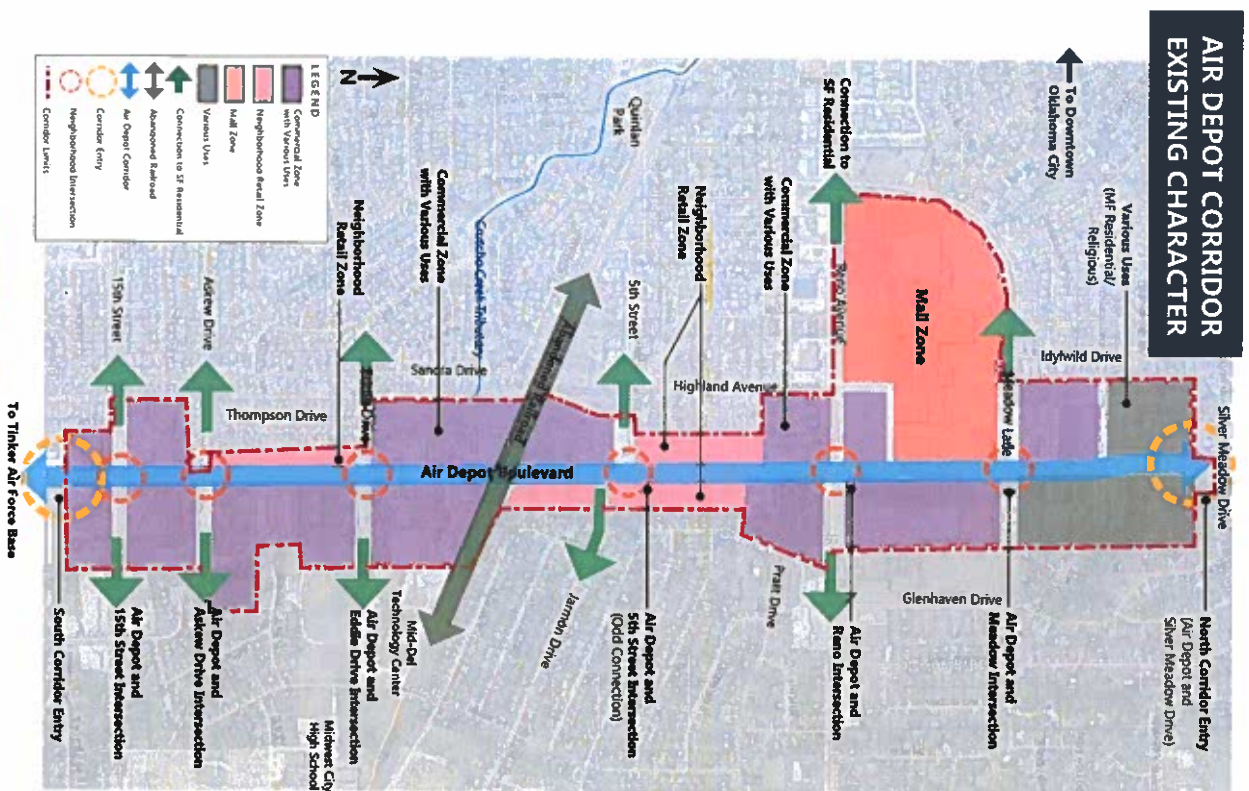 AIR DEPOT CORRIDOR
EXISTING CHARACTER
To Downtown
Oklahoma City
Various Uses
(MF Residential/
Religious)
Silver Meadow Drive
North Corridor Entry
(Air Depot and
Silver Meadow Drive)
Idylwild Drive
Meadow Lane
Mall Zone
Glenhaven Drive
Air Depot and
Meadow Intersection
Connection to
SF Residential
Reno Avenue
Air Depot and
Reno Intersection
Commercial Zone
with Various Uses
Pratt Drive
Neighborhood
Retail Zone
Highland Avenue
Quinlan
Park
5th Street
Air Depot and
5th Street Intersection
(Odd Connection)
Jarman Drive
Abandoned Railroad
Air Depot Boulevard
Tributary
Sandra Drive
Commercial Zone
with Various Uses
Mid-Del
Technology Center
Neighborhood
Retail Zone
Eddie Drive
Air Depot and
Eddie Drive Intersection
Midwest City
High School
Thompson Drive
Askew Drive
Air Depot and
Askew Drive Intersection
15th Street
Air Depot and
15th Street Intersection
South Corridor Entry
To Tinker Air Force Base
N
LEGEND
Commercial Zone
with Various Uses
Neighborhood Retail Zone
Mall Zone
Various Uses
Connection to SF Residential
Abandoned Railroad
Air Depot Corridor
Corridor Entry
Neighborhood Intersection
Corridor Limits